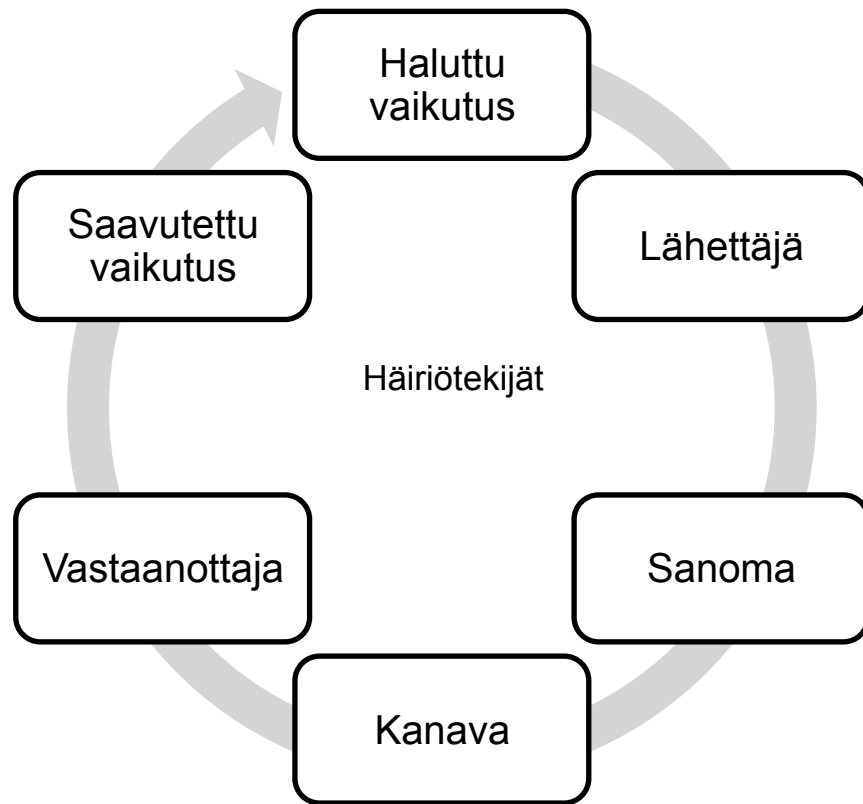 Haluttu
vaikutus
Lähettäjä
Sanoma
Kanava
Vastaanottaja
Saavutettu
vaikutus
Häiriötekijät